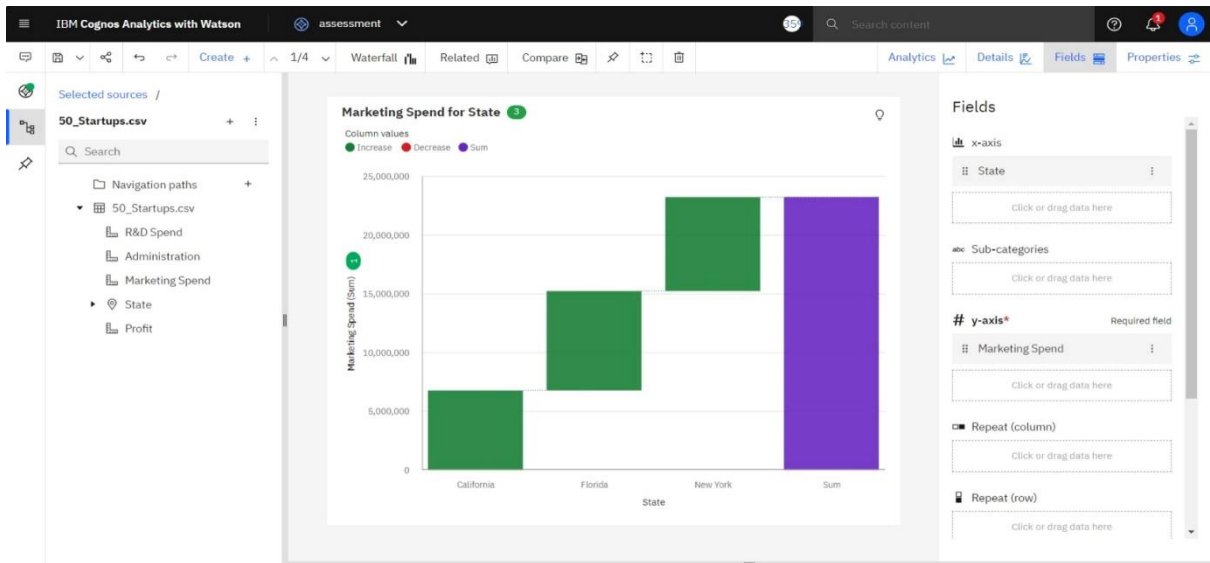 IBM Cognos Analytics with Watson
assessment
Search content
Create +
1/4
Waterfall
Related
Compare
Analytics
Details
Fields
Properties
Selected sources /
50_Startups.csv
Search
Navigation paths
50_Startups.csv
R&D Spend
Administration
Marketing Spend
State
Profit
Marketing Spend for State 3
Column values
Increase Decrease Sum
25,000,000
20,000,000
15,000,000
10,000,000
5,000,000
0
Marketing Spend (Sum)
California Florida New York Sum
State
Fields
x-axis
State
Click or drag data here
abc Sub-categories
Click or drag data here
# y-axis* Required field
Marketing Spend
Click or drag data here
Repeat (column)
Click or drag data here
Repeat (row)
Click or drag data here